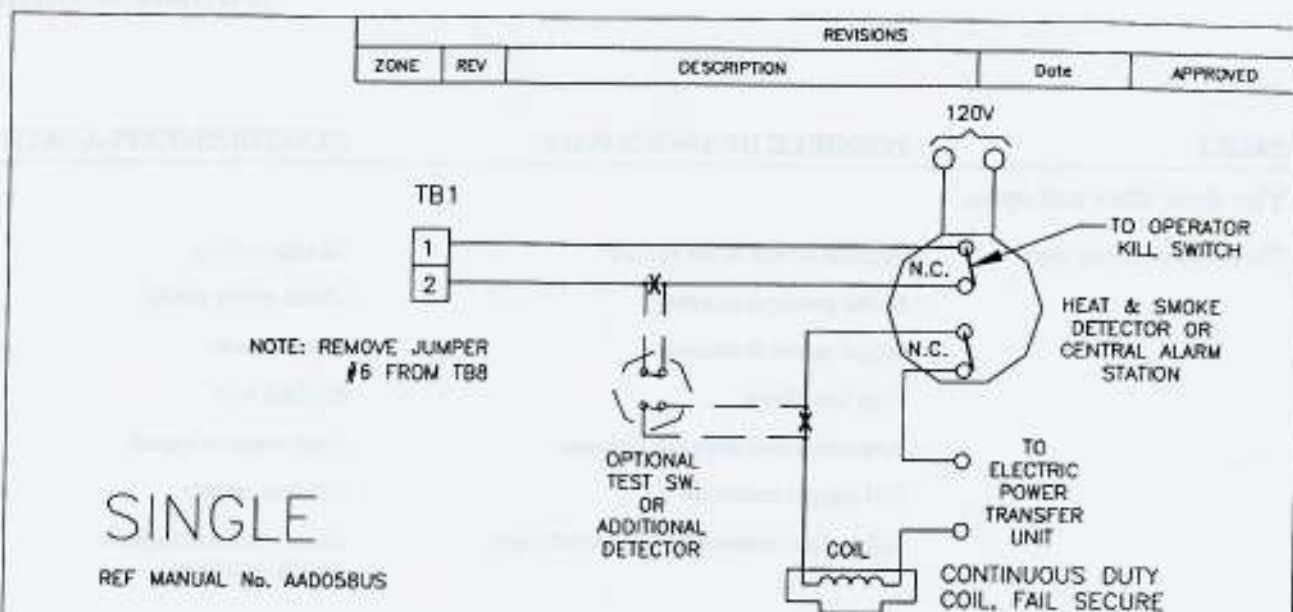 REVISIONS
ZONE REV DESCRIPTION Date APPROVED
120V
TB1
1
2
TO OPERATOR
KILL SWITCH
N.C.
HEAT & SMOKE
DETECTOR OR
CENTRAL ALARM
STATION
N.C.
NOTE: REMOVE JUMPER
#6 FROM TB8
OPTIONAL
TEST SW.
OR
ADDITIONAL
DETECTOR
TO
ELECTRIC
POWER
TRANSFER
UNIT
SINGLE
REF MANUAL No. AAD058US
COIL
CONTINUOUS DUTY
COIL, FAIL SECURE